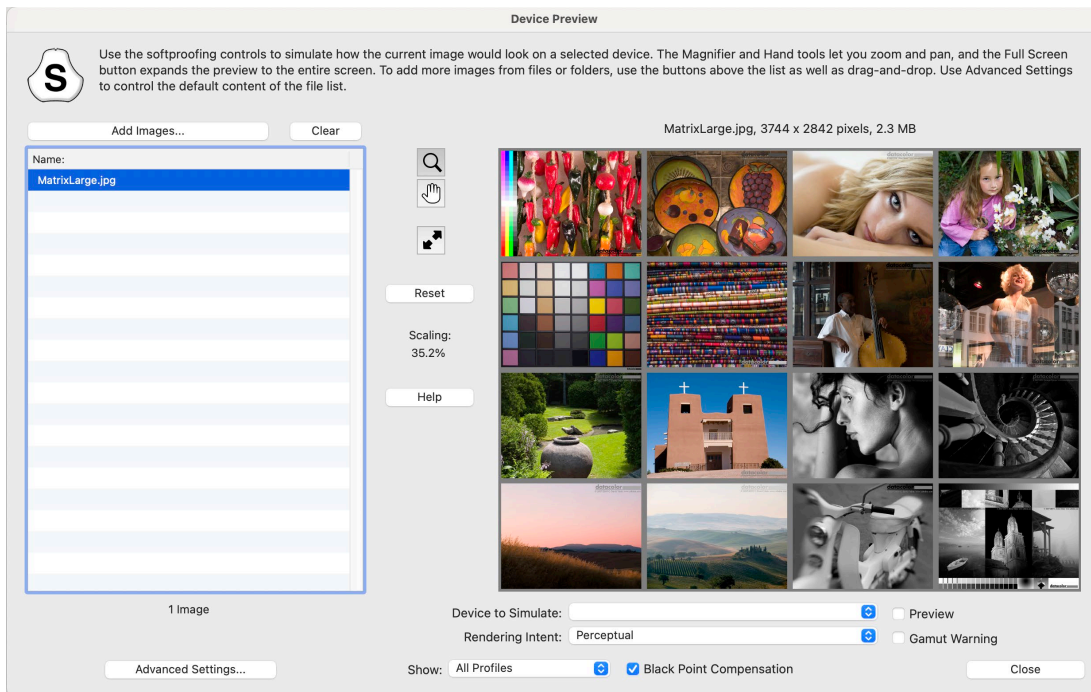 Device Preview
S
Use the softproofing controls to simulate how the current image would look on a selected device. The Magnifier and Hand tools let you zoom and pan, and the Full Screen
button expands the preview to the entire screen. To add more images from files or folders, use the buttons above the list as well as drag-and-drop. Use Advanced Settings
to control the default content of the file list.
Add Images...
Clear
MatrixLarge.jpg, 3744 x 2842 pixels, 2.3 MB
Name:
MatrixLarge.jpg
Reset
Scaling:
35.2%
Help
datacolor
datacolor
datacolor
datacolor
1 Image
Device to Simulate:
Preview
Rendering Intent: Perceptual
Gamut Warning
Advanced Settings...
Show: All Profiles
Black Point Compensation
Close